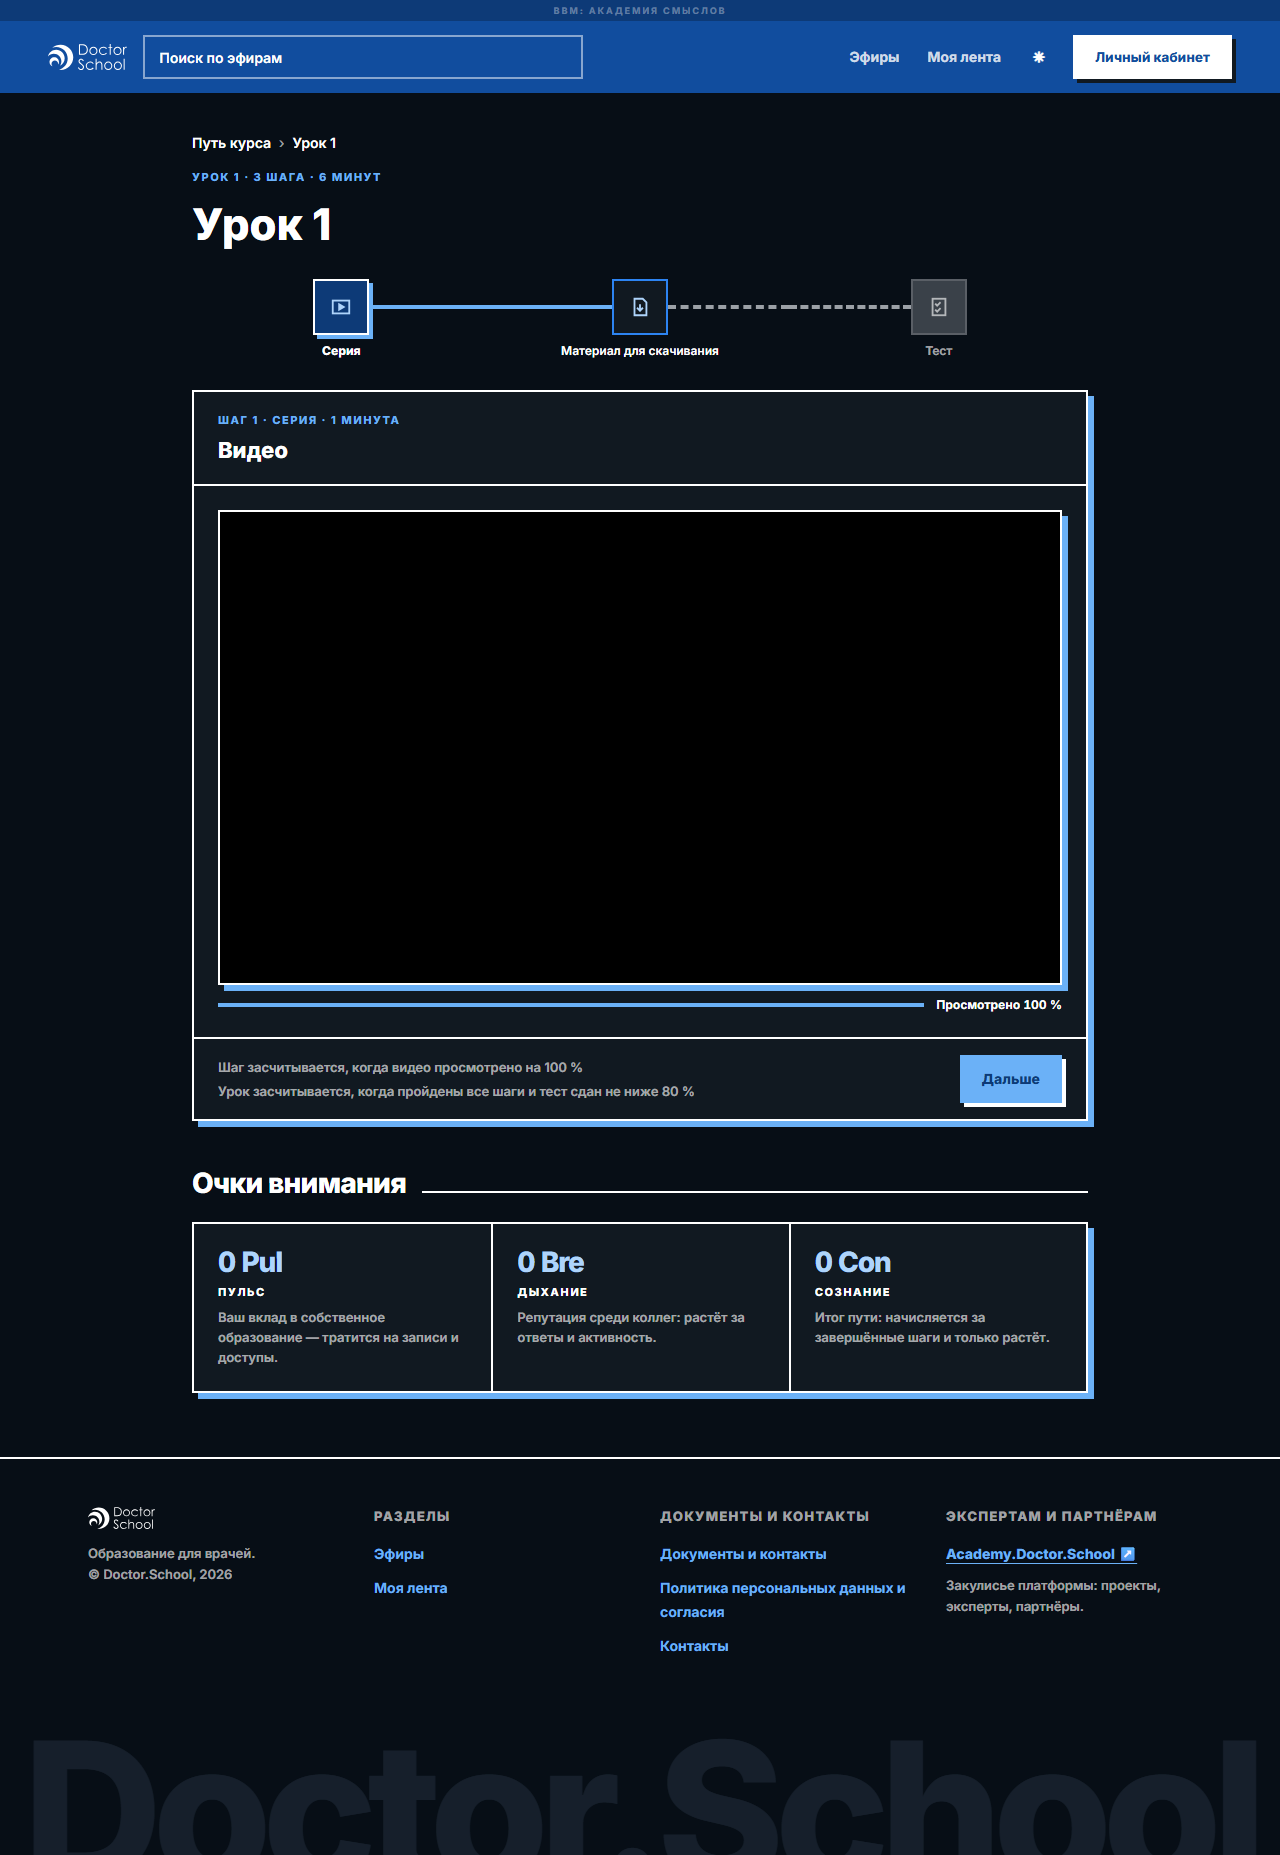 ВВМ: АКАДЕМИЯ СМЫСЛОВ
Doctor
School
Поиск по эфирам
Эфиры
Моя лента
Личный кабинет
Путь курса › Урок 1
УРОК 1 · 3 ШАГА · 6 МИНУТ
Урок 1
Серия
Материал для скачивания
Тест
ШАГ 1 · СЕРИЯ · 1 МИНУТА
Видео
Просмотрено 100 %
Шаг засчитывается, когда видео просмотрено на 100 %
Урок засчитывается, когда пройдены все шаги и тест сдан не ниже 80 %
Дальше
Очки внимания
0 Pul
ПУЛЬС
Ваш вклад в собственное
образование — тратится на записи и
доступы.
0 Bre
ДЫХАНИЕ
Репутация среди коллег: растёт за
ответы и активность.
0 Con
СОЗНАНИЕ
Итог пути: начисляется за
завершённые шаги и только растёт.
Doctor
School
Образование для врачей.
© Doctor.School, 2026
РАЗДЕЛЫ
Эфиры
Моя лента
ДОКУМЕНТЫ И КОНТАКТЫ
Документы и контакты
Политика персональных данных и
согласия
Контакты
ЭКСПЕРТАМ И ПАРТНЁРАМ
Academy.Doctor.School ↗
Закулисье платформы: проекты,
эксперты, партнёры.
Doctor.School